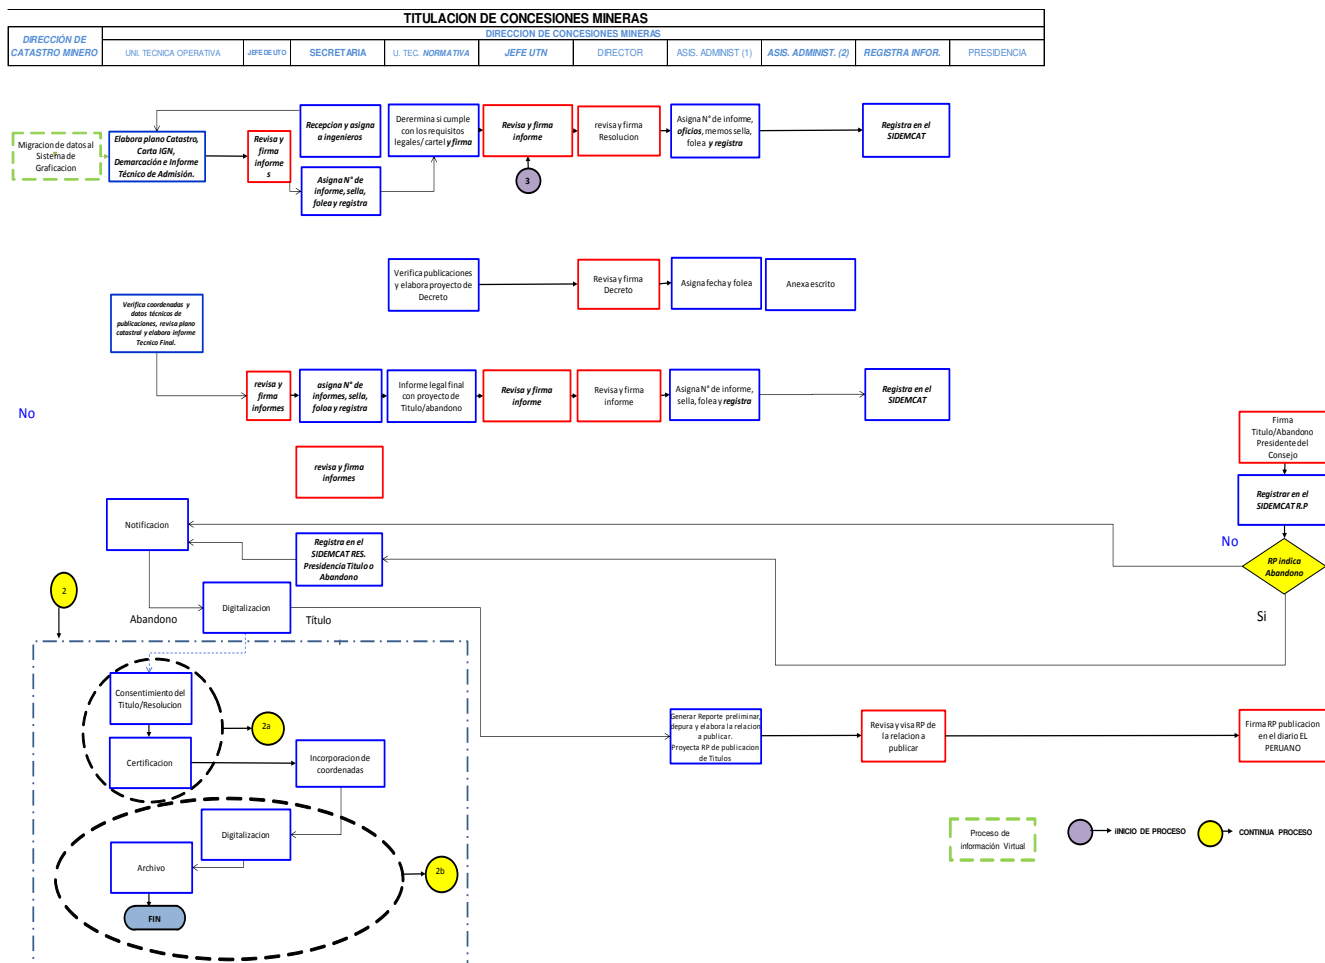 TITULACION DE CONCESIONES MINERAS
DIRECCIÓN DE
CATASTRO MINERO
DIRECCION DE CONCESIONES MINERAS
UNI. TECNICA OPERATIVA
JEFE DE UTO
SECRETARIA
U. TEC. NORMATIVA
JEFE UTN
DIRECTOR
ASIS. ADMINIST (1)
ASIS. ADMINIST. (2)
REGISTRA INFOR.
PRESIDENCIA
Migracion de datos al
Sistema de
Graficacion
Elabora plano Catastro,
Carta IGN,
Demarcación e Informe
Técnico de Admisión.
Revisa y
firma
informe
s
Recepcion y asigna
a ingenieros
Asigna N° de
informe, sella,
folea y registra
Derermina si cumple
con los requisitos
legales/ cartel y firma
Revisa y firma
informe
3
revisa y firma
Resolucion
Asigna N° de informe,
oficios, memos sella,
folea y registra
Registra en el
SIDEMCAT
Verifica publicaciones
y elabora proyecto de
Decreto
Revisa y firma
Decreto
Asigna fecha y folea
Anexa escrito
Verifica coordenadas y
datos técnicos de
publicaciones, revisa plano
catastral y elabora informe
Tecnico Final.
revisa y
firma
informes
asigna N° de
informes, sella,
foloa y registra
Informe legal final
con proyecto de
Titulo/abandono
Revisa y firma
informe
Revisa y firma
informe
Asigna N° de informe,
sella, folea y registra
Registra en el
SIDEMCAT
No
Firma
Titulo/Abandono
Presidente del
Consejo
revisa y firma
informes
Registrar en el
SIDEMCAT R.P
Notificacion
Registra en el
SIDEMCAT RES.
Presidencia Titulo o
Abandono
No
RP indica
Abandono
2
Digitalizacion
Abandono
Título
Si
Consentimiento del
Titulo/Resolucion
2a
Generar Reporte preliminar,
depura y elabora la relacion
a publicar.
Proyecta RP de publicacion
de Titulos
Revisa y visa RP de
la relacion a
publicar
Firma RP publicacion
en el diario EL
PERUANO
Certificacion
Incorporacion de
coordenadas
Digitalizacion
Proceso de
información Virtual
iINICIO DE PROCESO
CONTINUA PROCESO
Archivo
2b
FIN